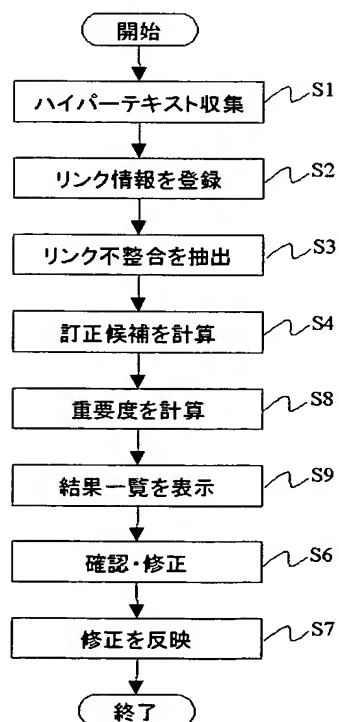 開始
ハイパーテキスト収集 S1
リンク情報を登録 S2
リンク不整合を抽出 S3
訂正候補を計算 S4
重要度を計算 S8
結果一覧を表示 S9
確認・修正 S6
修正を反映 S7
終了